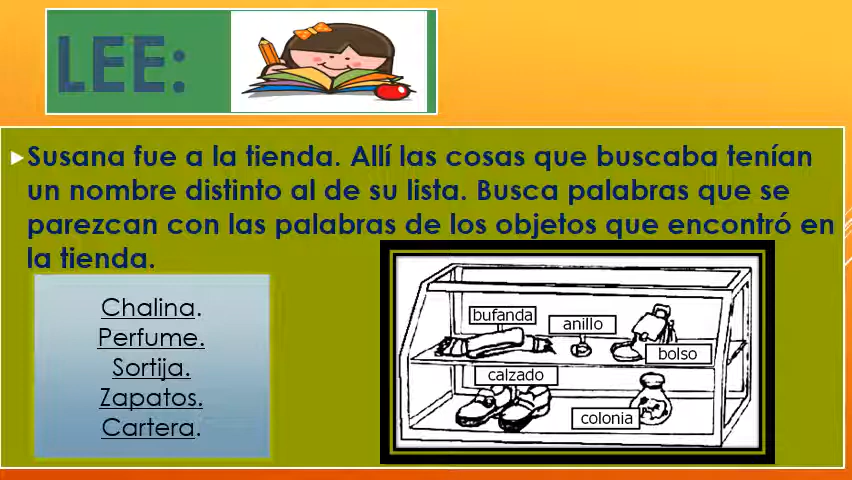 LEE:
Susana fue a la tienda. Allí las cosas que buscaba tenían
un nombre distinto al de su lista. Busca palabras que se
parezcan con las palabras de los objetos que encontró en
la tienda.
Chalina.
Perfume.
Sortija.
Zapatos.
Cartera.
bufanda
anillo
bolso
calzado
colonia